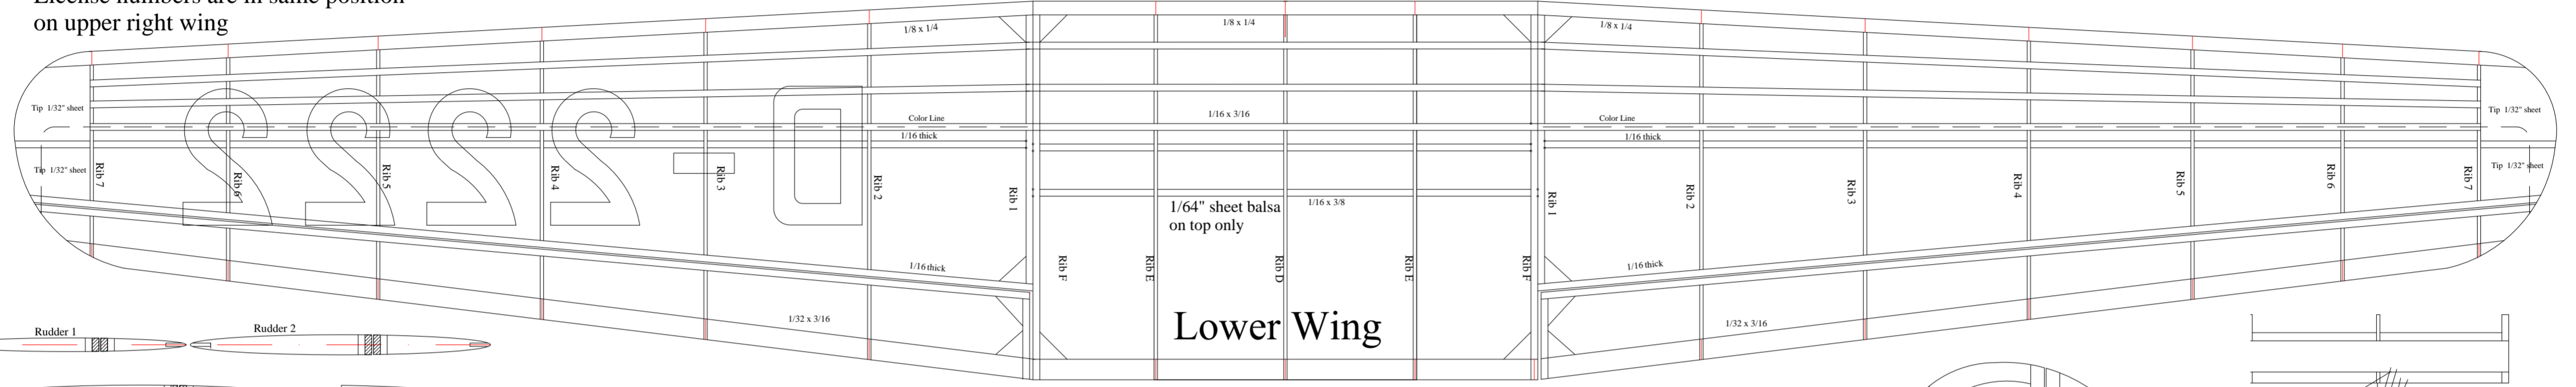 License numbers are in same position
on upper right wing
1/8 x 1/4
1/8 x 1/4
1/8 x 1/4
Tip 1/32" sheet
Tip 1/32" sheet
Color Line
1/16 x 3/16
Color Line
1/16 thick
1/16 thick
Tip 1/32" sheet
Tip 1/32" sheet
2222 D
Rib 7
Rib 6
Rib 5
Rib 4
Rib 3
Rib 2
Rib 1
Rib 1
Rib 2
Rib 3
Rib 4
Rib 5
Rib 6
Rib 7
1/64" sheet balsa
on top only
1/16 x 3/8
Rib F
Rib E
Rib D
Rib E
Rib F
1/16 thick
1/16 thick
Lower Wing
1/32 x 3/16
1/32 x 3/16
Rudder 1
Rudder 2